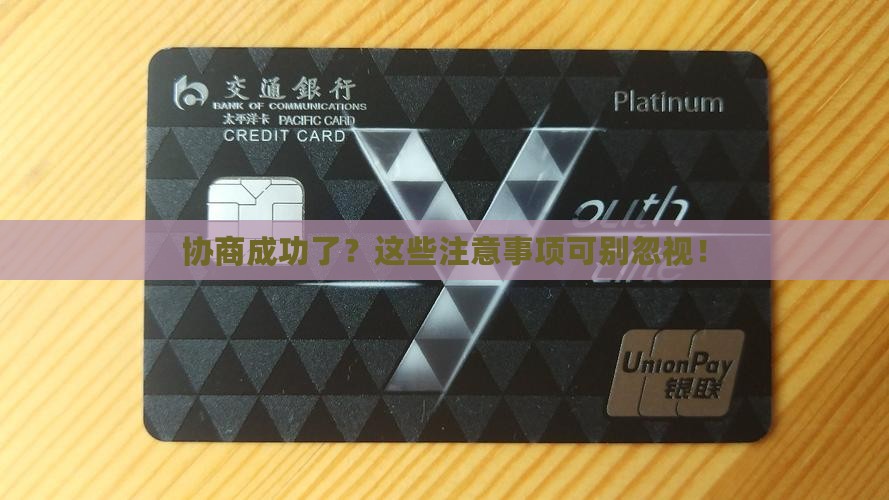 交通銀行
BANK OF COMMUNICATIONS
太平洋卡 PACIFIC CARD
CREDIT CARD
Platinum
outh
协商成功了？这些注意事项可别忽视！
UnionPay
银联